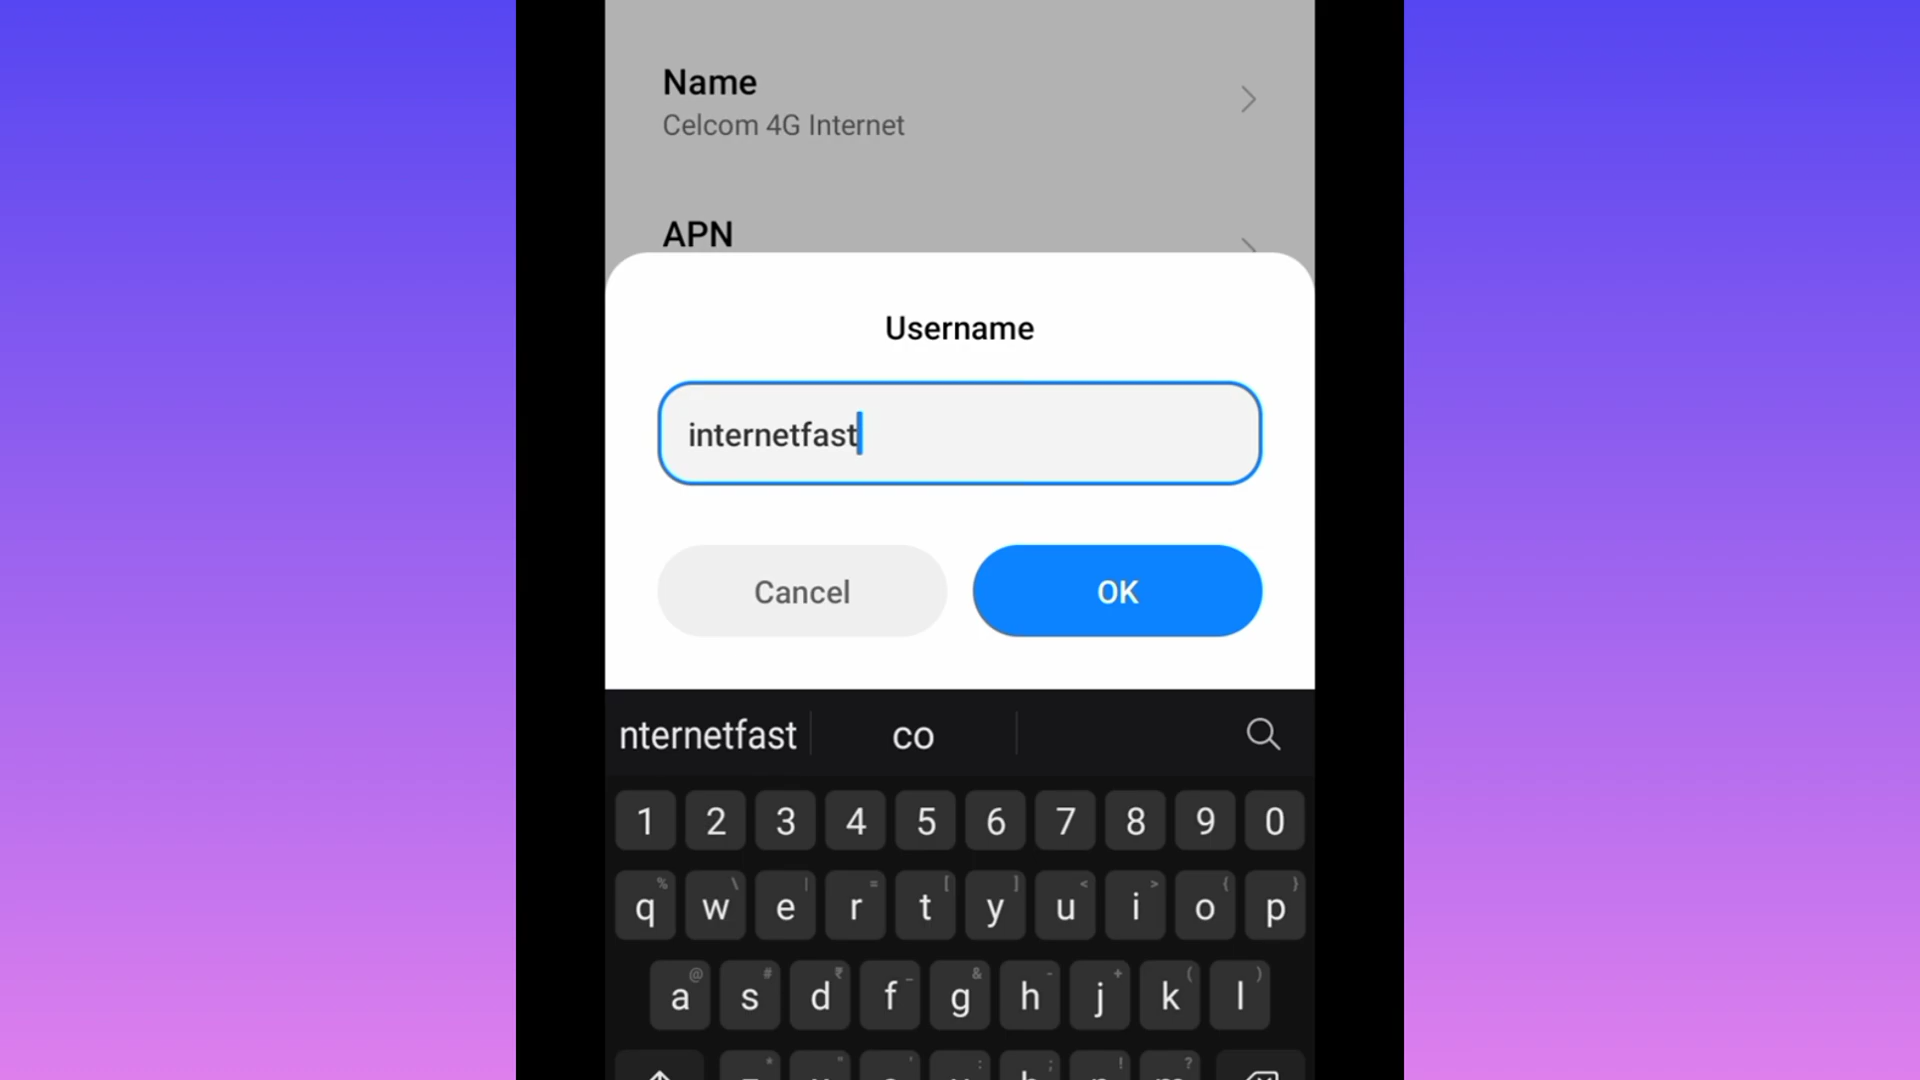 Name
Celcom 4G Internet
APN
Username
internetfast
Cancel
OK
nternetfast co
1 2 3 4 5 6 7 8 9 0
% \ | = [ ] < > { }
q w e r t y u i o p
@ # ₹ _ & - + ( )
a s d f g h j k l
* " ' : ; ! ?